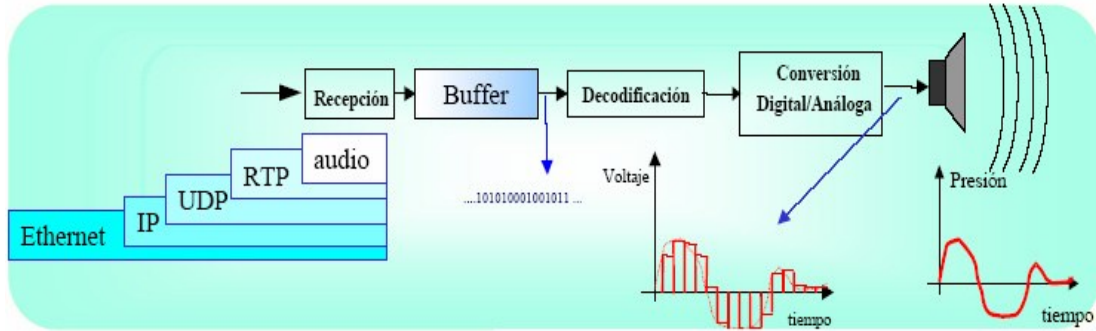 Recepción
Buffer
Decodificación
Conversión
Digital/Análoga
audio
RTP
UDP
IP
Ethernet
....101010001001011 ...
Voltaje
tiempo
Presión
tiempo